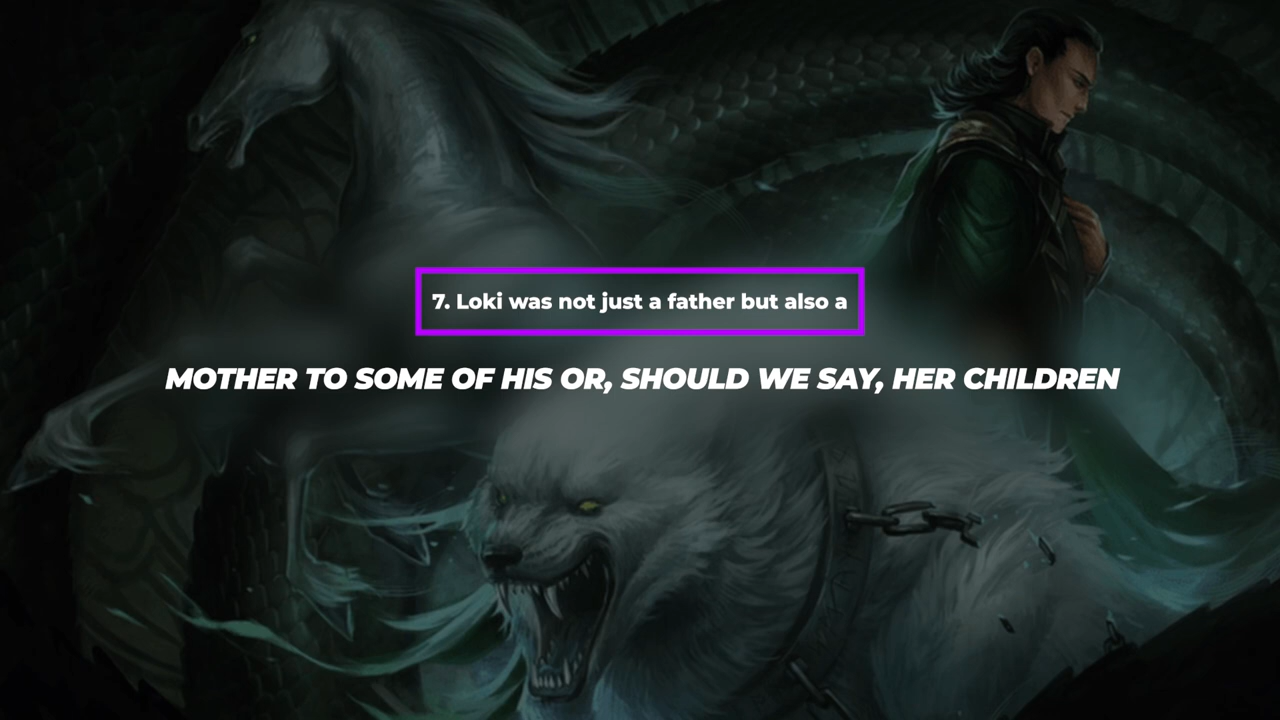 7. Loki was not just a father but also a
MOTHER TO SOME OF HIS OR, SHOULD WE SAY, HER CHILDREN